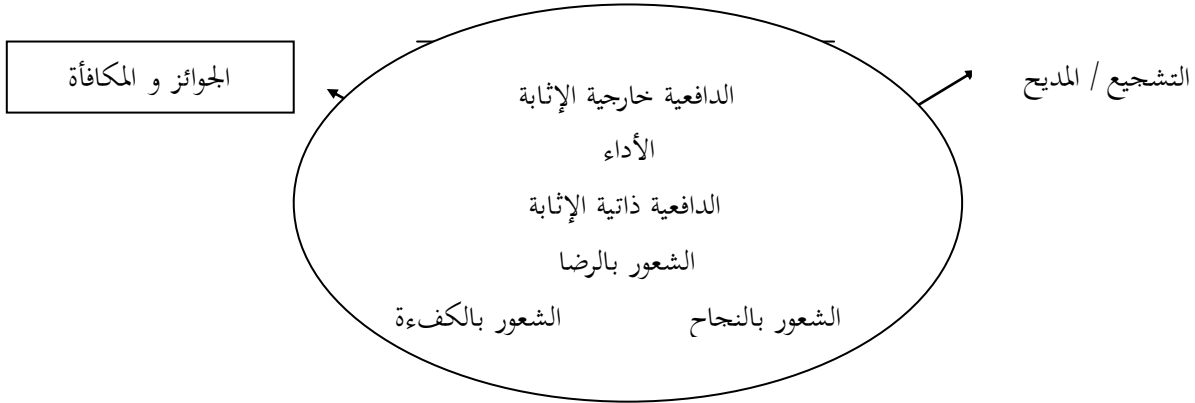 التشجيع / المديح
الجوائز و المكافأة
الدافعية خارجية الإثابة
الأداء
الدافعية ذاتية الإثابة
الشعور بالرضا
الشعور بالنجاح
الشعور بالكفءة